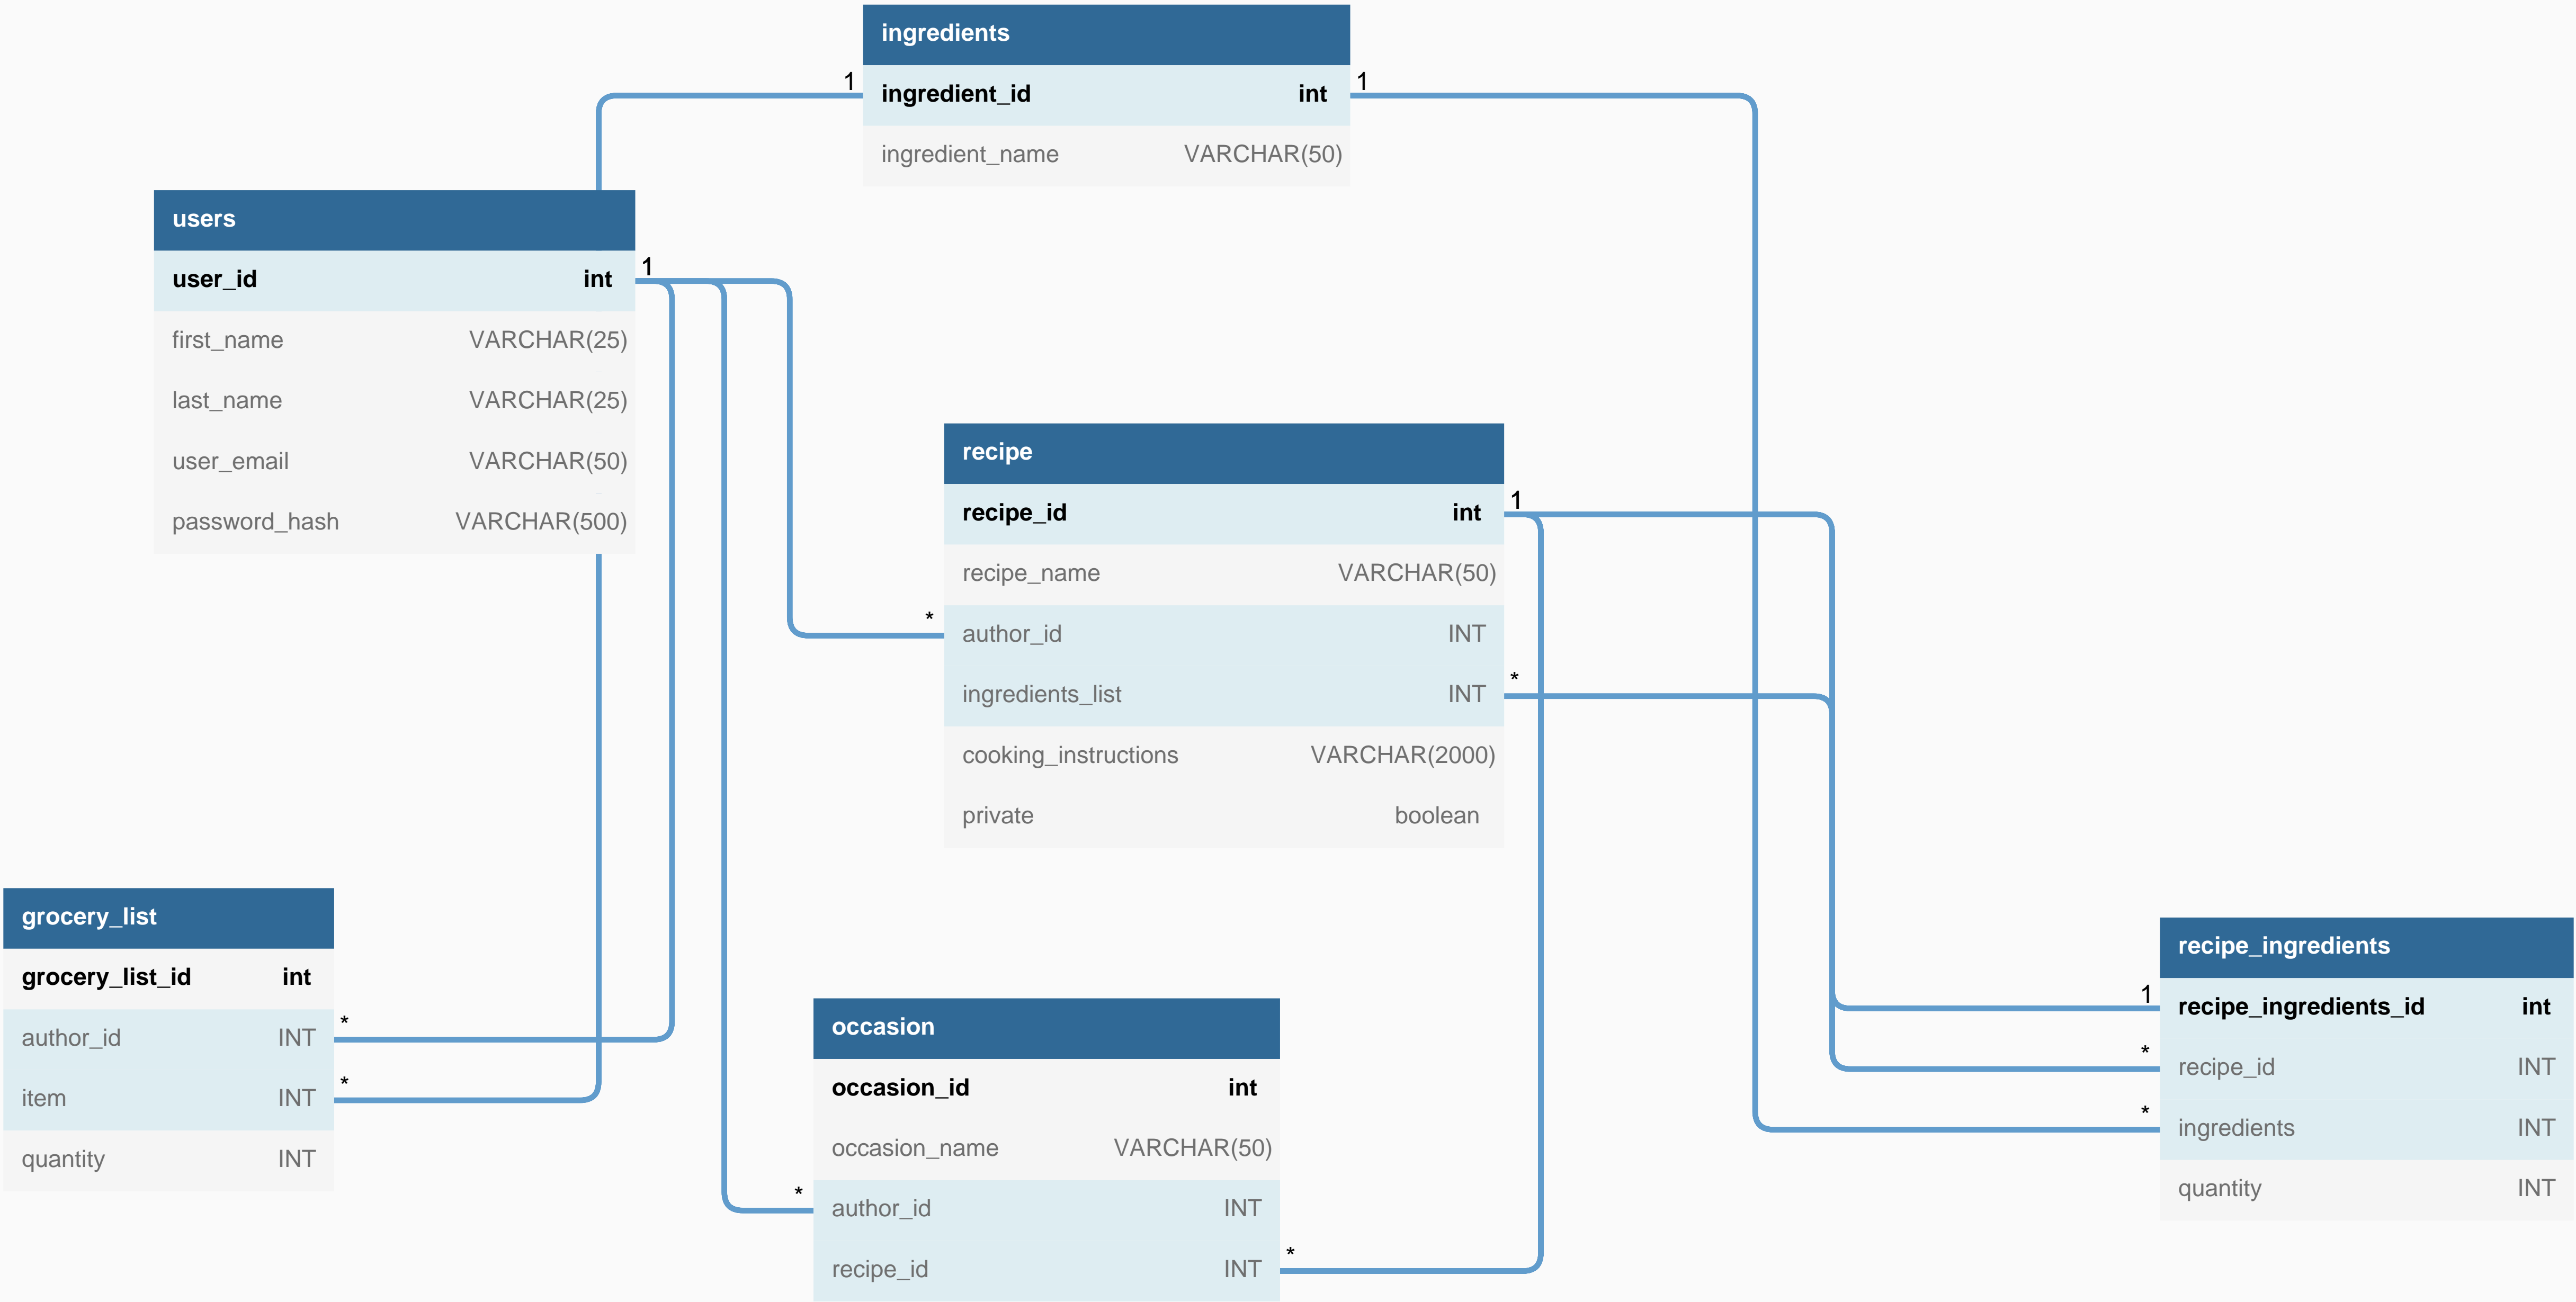 ingredients
1 ingredient_id int 1
ingredient_name VARCHAR(50)
users
user_id int 1
first_name VARCHAR(25)
last_name VARCHAR(25)
user_email VARCHAR(50)
password_hash VARCHAR(500)
recipe
recipe_id int 1
recipe_name VARCHAR(50)
* author_id INT
ingredients_list INT *
cooking_instructions VARCHAR(2000)
private boolean
grocery_list
grocery_list_id int
author_id INT *
item INT *
quantity INT
occasion
occasion_id int
occasion_name VARCHAR(50)
* author_id INT
recipe_id INT *
recipe_ingredients
1 recipe_ingredients_id int
* recipe_id INT
* ingredients INT
quantity INT